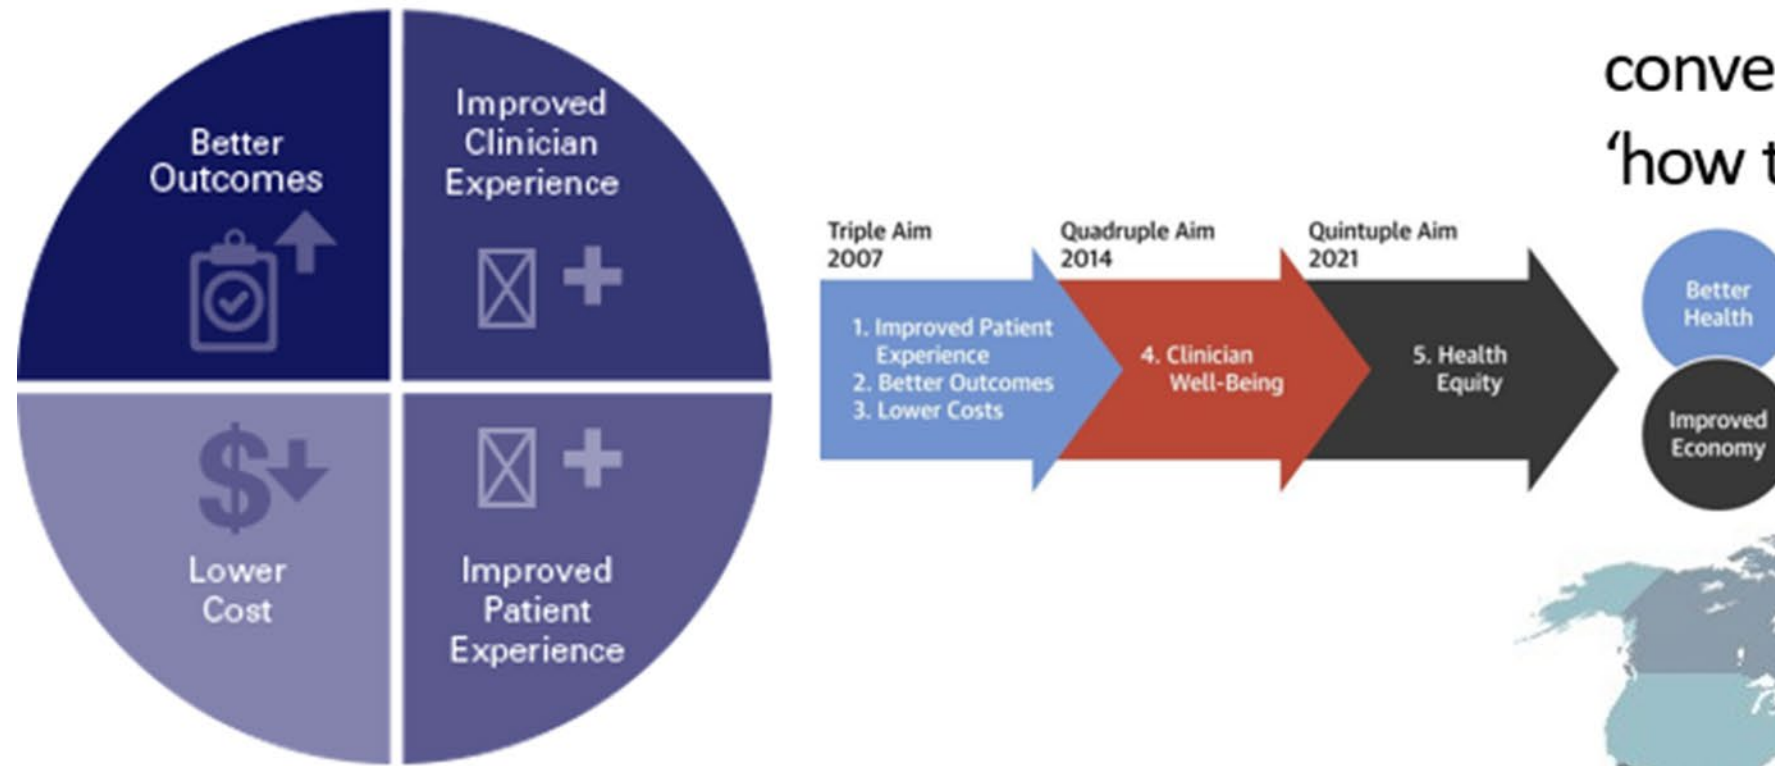 Better
Outcomes
Improved
Clinician
Experience
$
Lower
Cost
Improved
Patient
Experience
Triple Aim
2007
Quadruple Aim
2014
Quintuple Aim
2021
1. Improved Patient
Experience
2. Better Outcomes
3. Lower Costs
4. Clinician
Well-Being
5. Health
Equity
conve
‘how t
Better
Health
Improved
Economy